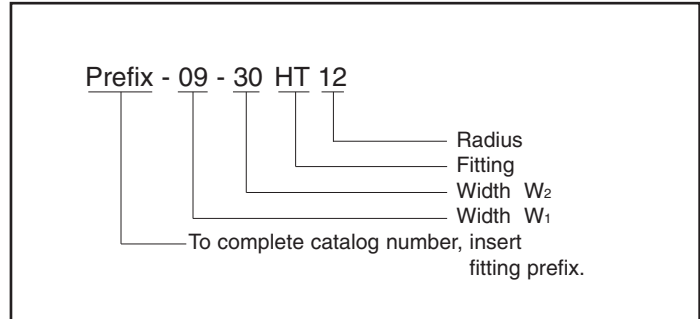 Prefix - 09 - 30 HT 12
Radius
Fitting
Width W₂
Width W₁
To complete catalog number, insert
fitting prefix.